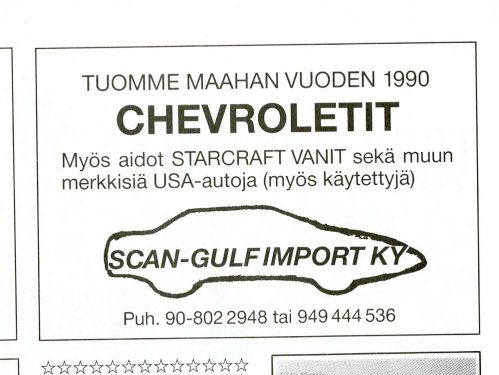 TUOMME MAAHAN VUODEN 1990
CHEVROLETIT
Myös aidot STARCRAFT VANIT sekä muun
merkkisiä USA-autoja (myös käytettyjä)
SCAN-GULF IMPORT KY
Puh. 90-802 2948 tai 949 444 536